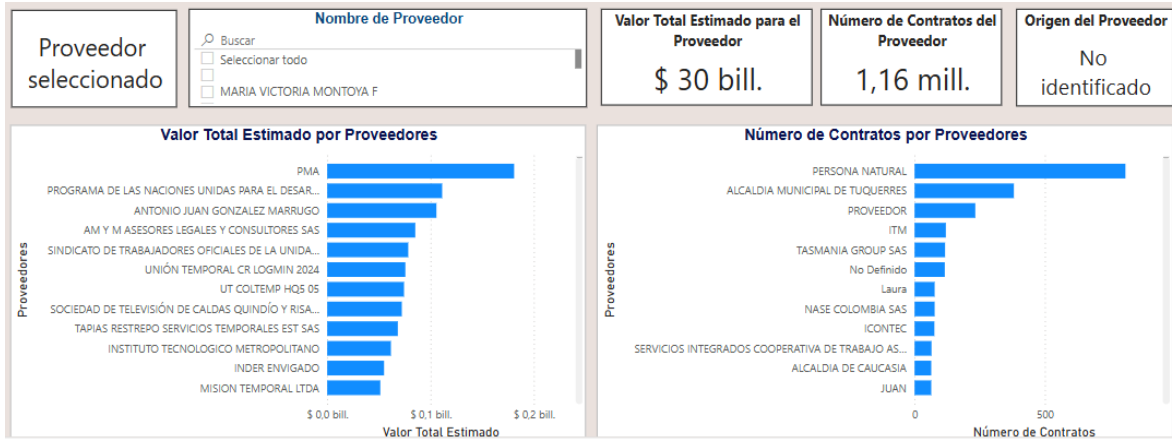 Proveedor
seleccionado
Nombre de Proveedor
Buscar
Seleccionar todo
MARIA VICTORIA MONTOYA F
Valor Total Estimado para el
Proveedor
$ 30 bill.
Número de Contratos del
Proveedor
1,16 mill.
Origen del Proveedor
No
identificado
Valor Total Estimado por Proveedores
Proveedores
PMA
PROGRAMA DE LAS NACIONES UNIDAS PARA EL DESAR...
ANTONIO JUAN GONZALEZ MARRUGO
AM Y M ASESORES LEGALES Y CONSULTORES SAS
SINDICATO DE TRABAJADORES OFICIALES DE LA UNIDA...
UNIÓN TEMPORAL CR LOGMIN 2024
UT COLTEMP HQ5 05
SOCIEDAD DE TELEVISIÓN DE CALDAS QUINDÍO Y RISA...
TAPIAS RESTREPO SERVICIOS TEMPORALES EST SAS
INSTITUTO TECNOLOGICO METROPOLITANO
INDER ENVIGADO
MISION TEMPORAL LTDA
$ 0,0 bill. $ 0,1 bill. $ 0,2 bill.
Valor Total Estimado
Número de Contratos por Proveedores
Proveedores
PERSONA NATURAL
ALCALDIA MUNICIPAL DE TUQUERRES
PROVEEDOR
ITM
TASMANIA GROUP SAS
No Definido
Laura
NASE COLOMBIA SAS
ICONTEC
SERVICIOS INTEGRADOS COOPERATIVA DE TRABAJO AS...
ALCALDIA DE CAUCASIA
JUAN
0 500
Número de Contratos